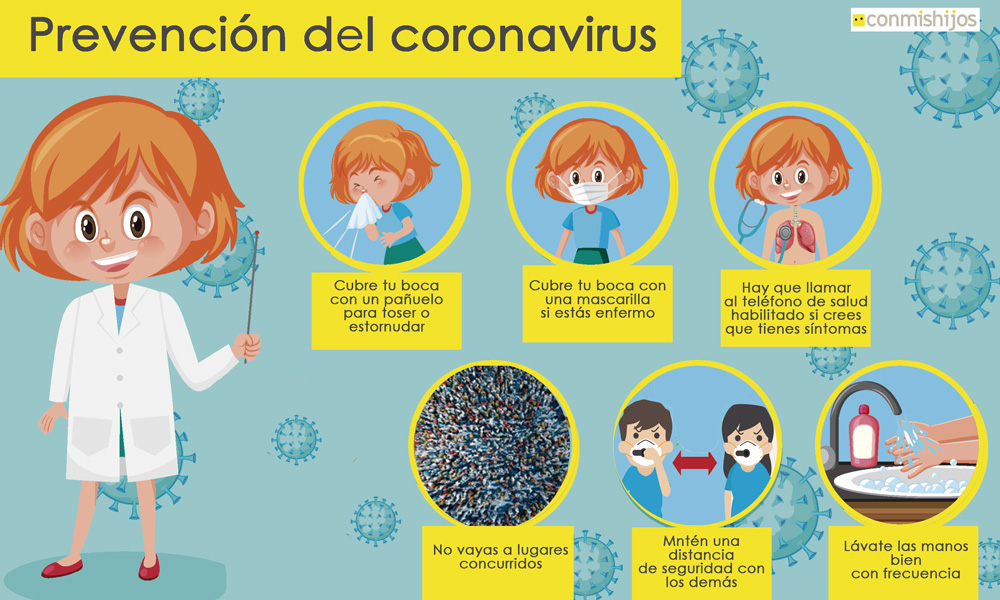 Prevención del coronavirus
conmishijos
Cubre tu boca
con un pañuelo
para toser o
estornudar
Cubre tu boca con
una mascarilla
si estás enfermo
Hay que llamar
al teléfono de salud
habilitado si crees
que tienes síntomas
No vayas a lugares
concurridos
Mntén una
distancia
de seguridad con
los demás
Lávate las manos
bien
con frecuencia